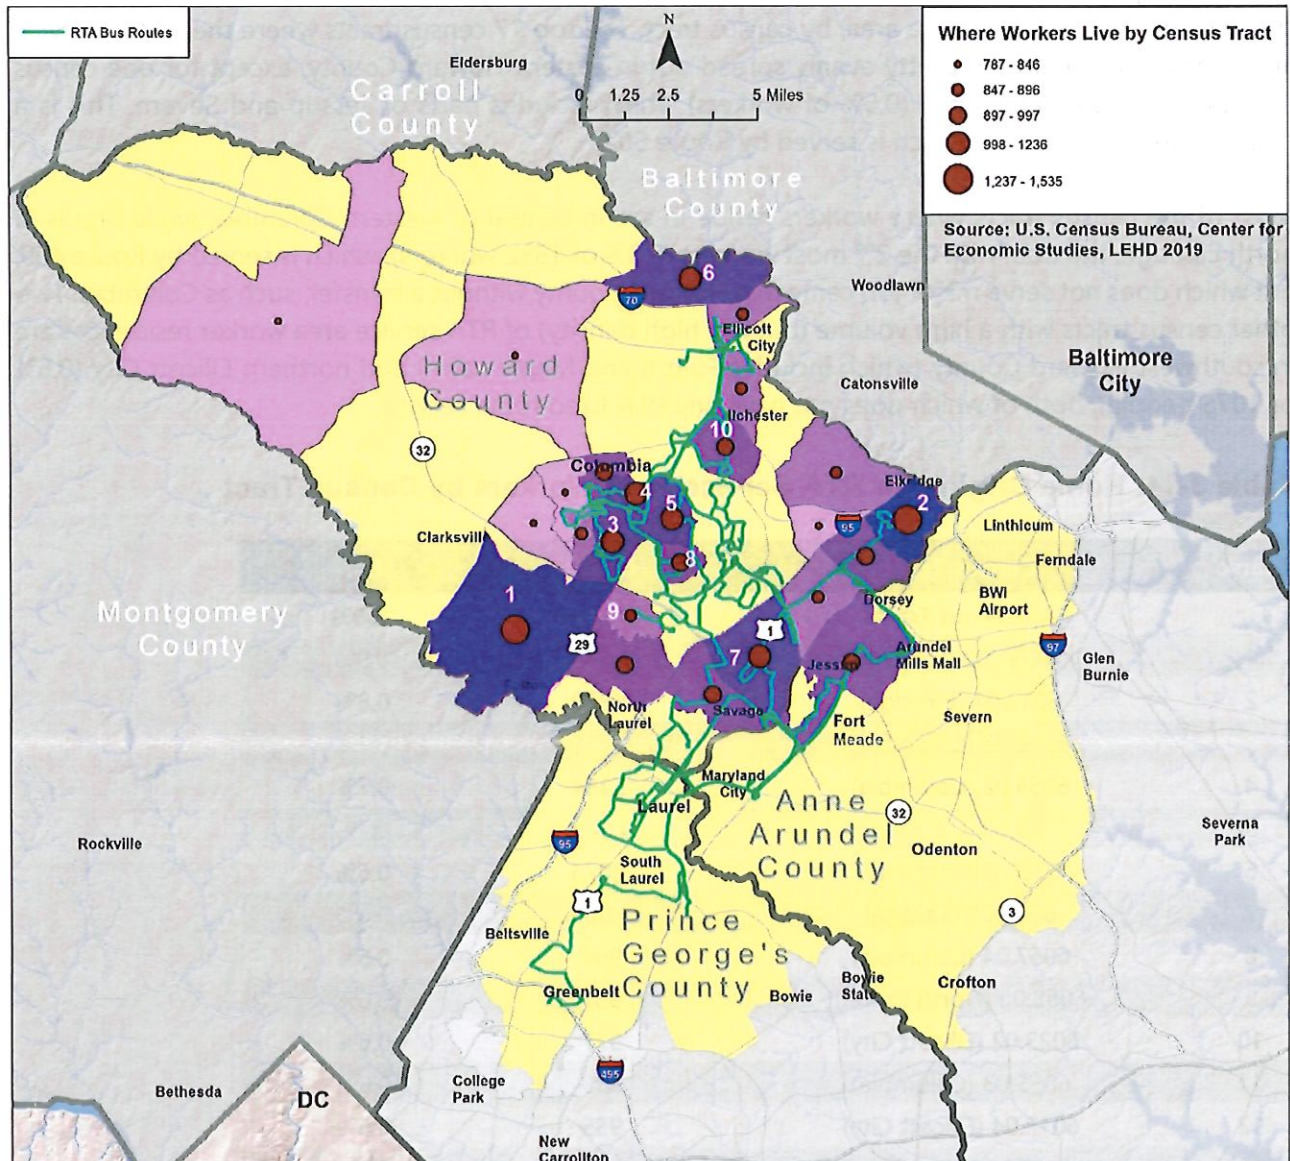 RTA Bus Routes
N
0 1.25 2.5 5 Miles
Where Workers Live by Census Tract
787 - 846
847 - 896
897 - 997
998 - 1236
1,237 - 1,535
Source: U.S. Census Bureau, Center for
Economic Studies, LEHD 2019
Eldersburg
Carroll
County
Baltimore
County
6
70
Woodlawn
Ellicott
City
Baltimore
City
Howard
County
Catonsville
Ilchester
10
32
Columbia
4
5
Elkridge
2
95
Linthicum
3
Clarksville
8
Ferndale
1
9
Dorsey
BWI
Airport
Montgomery
County
29
1
7
Jessup
Arundel
Mills Mall
97
Glen
Burnie
Fulton
North
Laurel
Savage
Severn
Fort
Meade
Maryland
City
Laurel
Anne
Arundel
County
32
Severna
Park
Rockville
95
Odenton
South
Laurel
1
3
Prince
George's
County
Beltsville
Greenbelt
Bowie
Bowie
State
Crofton
495
College
Park
Bethesda
DC
New
Carrollton